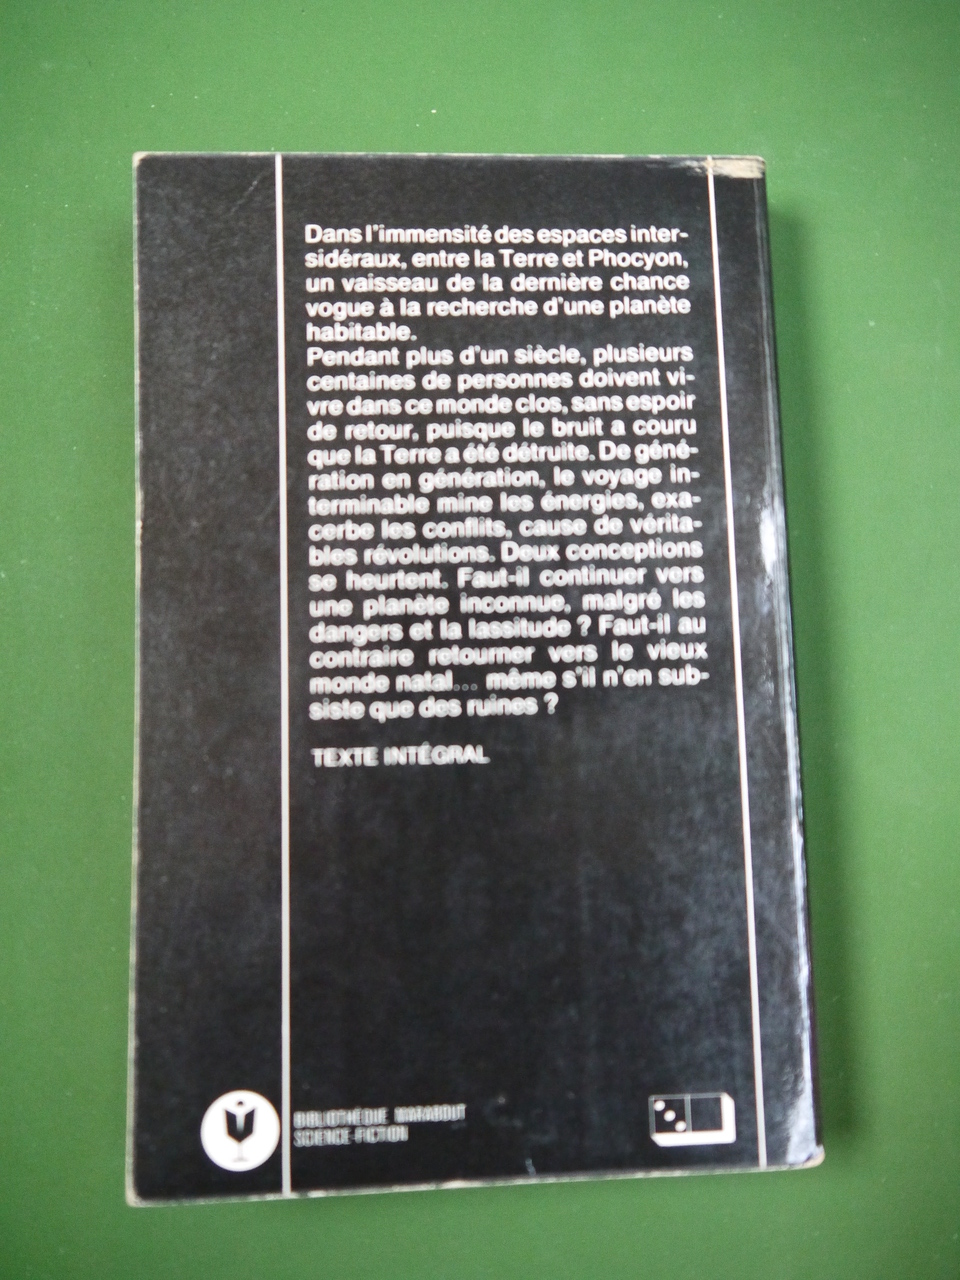 Dans l'immensité des espaces inter-
sidéraux, entre la Terre et Phocyon,
un vaisseau de la dernière chance
vogue à la recherche d'une planète
habitable.
Pendant plus d'un siècle, plusieurs
centaines de personnes doivent vi-
vre dans ce monde clos, sans espoir
de retour, puisque le bruit a couru
que la Terre a été détruite. De géné-
ration en génération, le voyage in-
terminable mine les énergies, exa-
cerbe les conflits, cause de vérita-
bles révolutions. Deux conceptions
se heurtent. Faut-il continuer vers
une planète inconnue, malgré les
dangers et la lassitude ? Faut-il au
contraire retourner vers le vieux
monde natal... même s'il n'en sub-
siste que des ruines ?
TEXTE INTÉGRAL
BIBLIOTHÈQUE MARABOUT
SCIENCE-FICTION